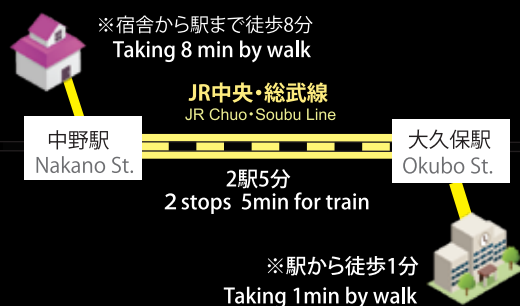 ※宿舎から駅まで徒歩8分
Taking 8 min by walk
JR中央・総武線
JR Chuo・Soubu Line
中野駅
Nakano St.
大久保駅
Okubo St.
2駅5分
2 stops 5min for train
※駅から徒歩1分
Taking 1min by walk